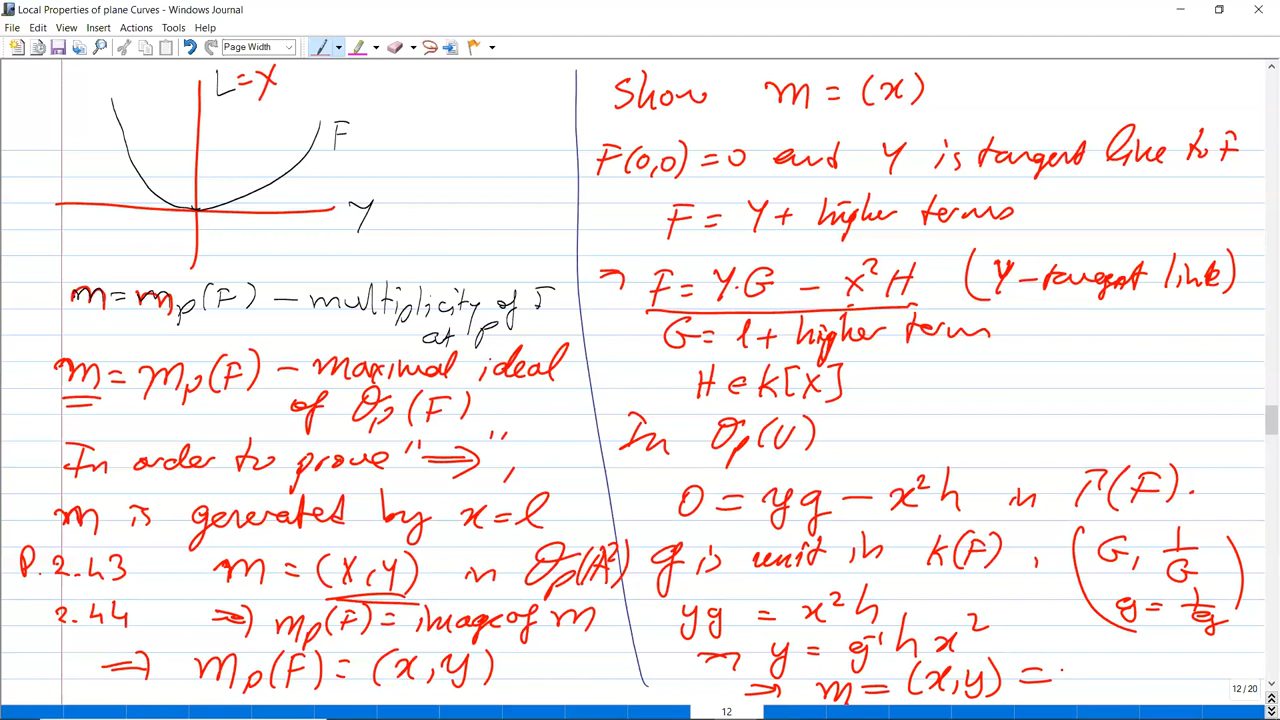 Local Properties of plane Curves - Windows Journal
File Edit View Insert Actions Tools Help
Page Width
L=X
F
Y
m = m_p(F) - multiplicity of F
at p
m = m_p(F) - maximal ideal
of O_p(F)
In order to prove "⇒",
m is generated by x = l
P.2.43 m = (X, Y) in O_p(A²)
2.44 ⇒ m_p(F) = image of m
⇒ m_p(F) = (x, y)
Show m = (x)
F(0,0) = 0 and Y is tangent line to F
F = Y + higher terms
⇒ F = Y.G - X²H (Y-tangent line)
G = 1 + higher term
H ∈ K[X]
In O_p(V)
0 = yg - x²h in Γ(F).
g is unit in K(F), (G, 1/G
g = 1/g)
yg = x²h
⇒ y = g⁻¹hx²
⇒ m = (x, y) =
12/20
12